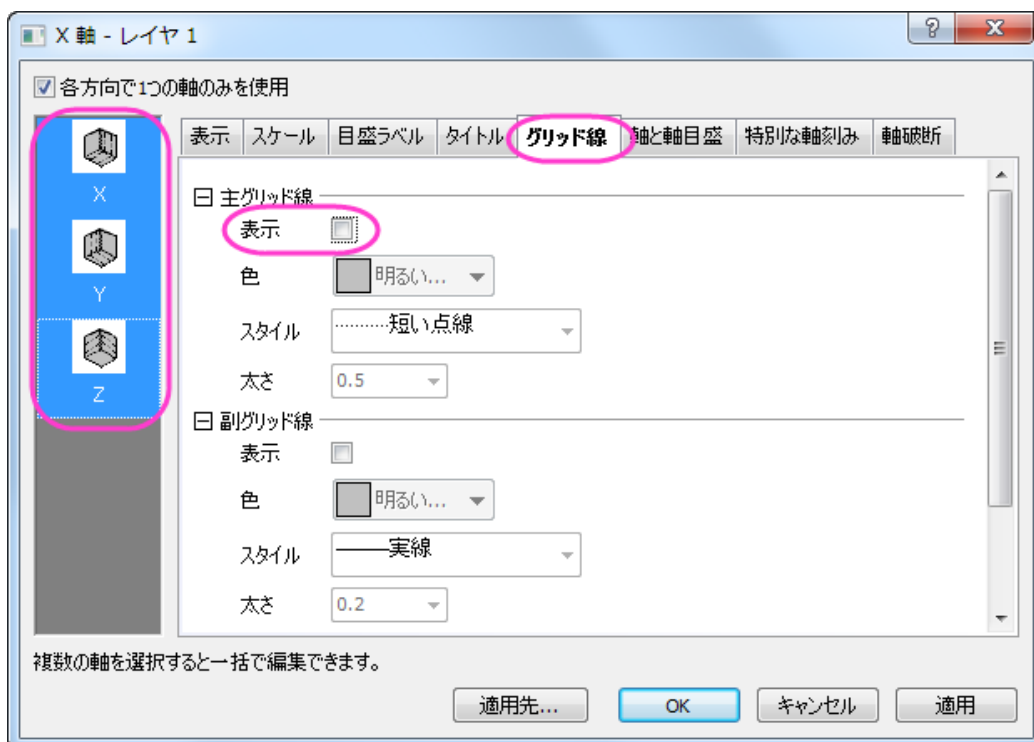 X 軸 - レイヤ 1
各方向で1つの軸のみを使用
表示 スケール 目盛ラベル タイトル グリッド線 軸と軸目盛 特別な軸刻み 軸破断
X
Y
Z
主グリッド線
表示
色 明るい...
スタイル 短い点線
太さ 0.5
副グリッド線
表示
色 明るい...
スタイル 実線
太さ 0.2
複数の軸を選択すると一括で編集できます。
適用先... OK キャンセル 適用